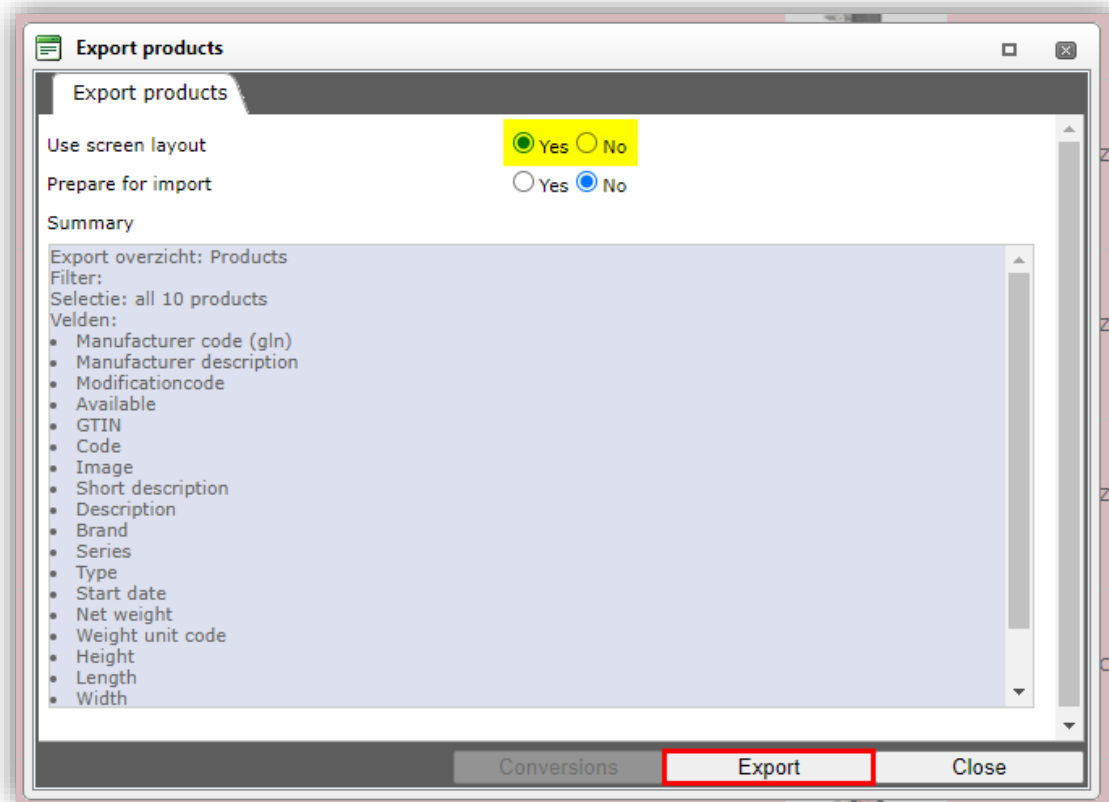 Export products
Export products
Use screen layout
Yes No
Prepare for import
Yes No
Summary
Export overzicht: Products
Filter:
Selectie: all 10 products
Velden:
• Manufacturer code (gln)
• Manufacturer description
• Modificationcode
• Available
• GTIN
• Code
• Image
• Short description
• Description
• Brand
• Series
• Type
• Start date
• Net weight
• Weight unit code
• Height
• Length
• Width
Conversions Export Close